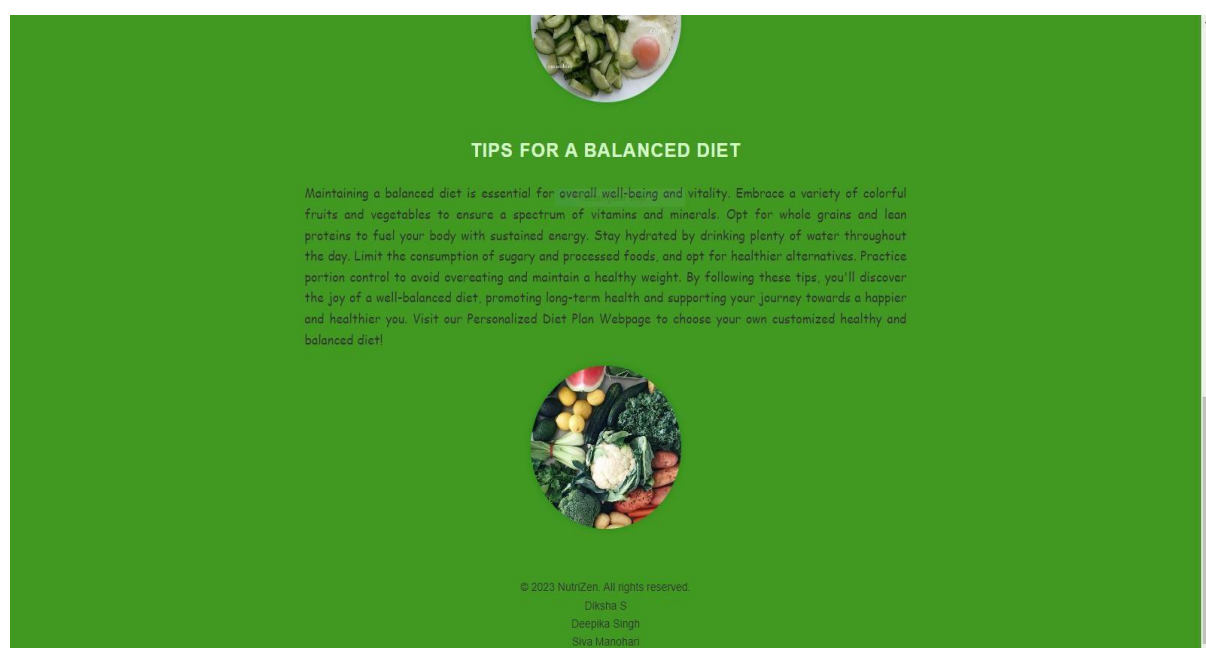 TIPS FOR A BALANCED DIET
Maintaining a balanced diet is essential for overall well-being and vitality. Embrace a variety of colorful
fruits and vegetables to ensure a spectrum of vitamins and minerals. Opt for whole grains and lean
proteins to fuel your body with sustained energy. Stay hydrated by drinking plenty of water throughout
the day. Limit the consumption of sugary and processed foods, and opt for healthier alternatives. Practice
portion control to avoid overeating and maintain a healthy weight. By following these tips, you'll discover
the joy of a well-balanced diet, promoting long-term health and supporting your journey towards a happier
and healthier you. Visit our Personalized Diet Plan Webpage to choose your own customized healthy and
balanced diet!
© 2023 NutriZen. All rights reserved.
Diksha S
Deepika Singh
Siva Manohari